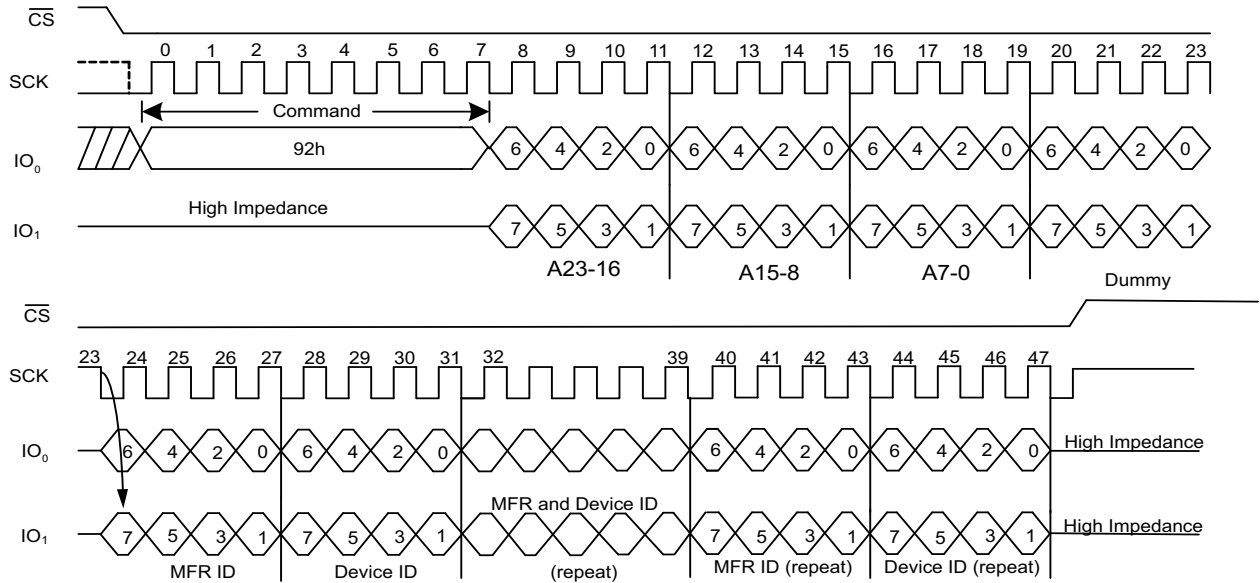 CS
0 1 2 3 4 5 6 7 8 9 10 11 12 13 14 15 16 17 18 19 20 21 22 23
SCK
Command
IO₀
92h
6 4 2 0 6 4 2 0 6 4 2 0 6 4 2 0
High Impedance
IO₁
7 5 3 1 7 5 3 1 7 5 3 1 7 5 3 1
A23-16 A15-8 A7-0
Dummy
CS
23 24 25 26 27 28 29 30 31 32 39 40 41 42 43 44 45 46 47
SCK
IO₀
6 4 2 0 6 4 2 0 6 4 2 0 6 4 2 0
High Impedance
MFR and Device ID
IO₁
7 5 3 1 7 5 3 1 7 5 3 1 7 5 3 1
High Impedance
MFR ID Device ID (repeat) MFR ID (repeat) Device ID (repeat)